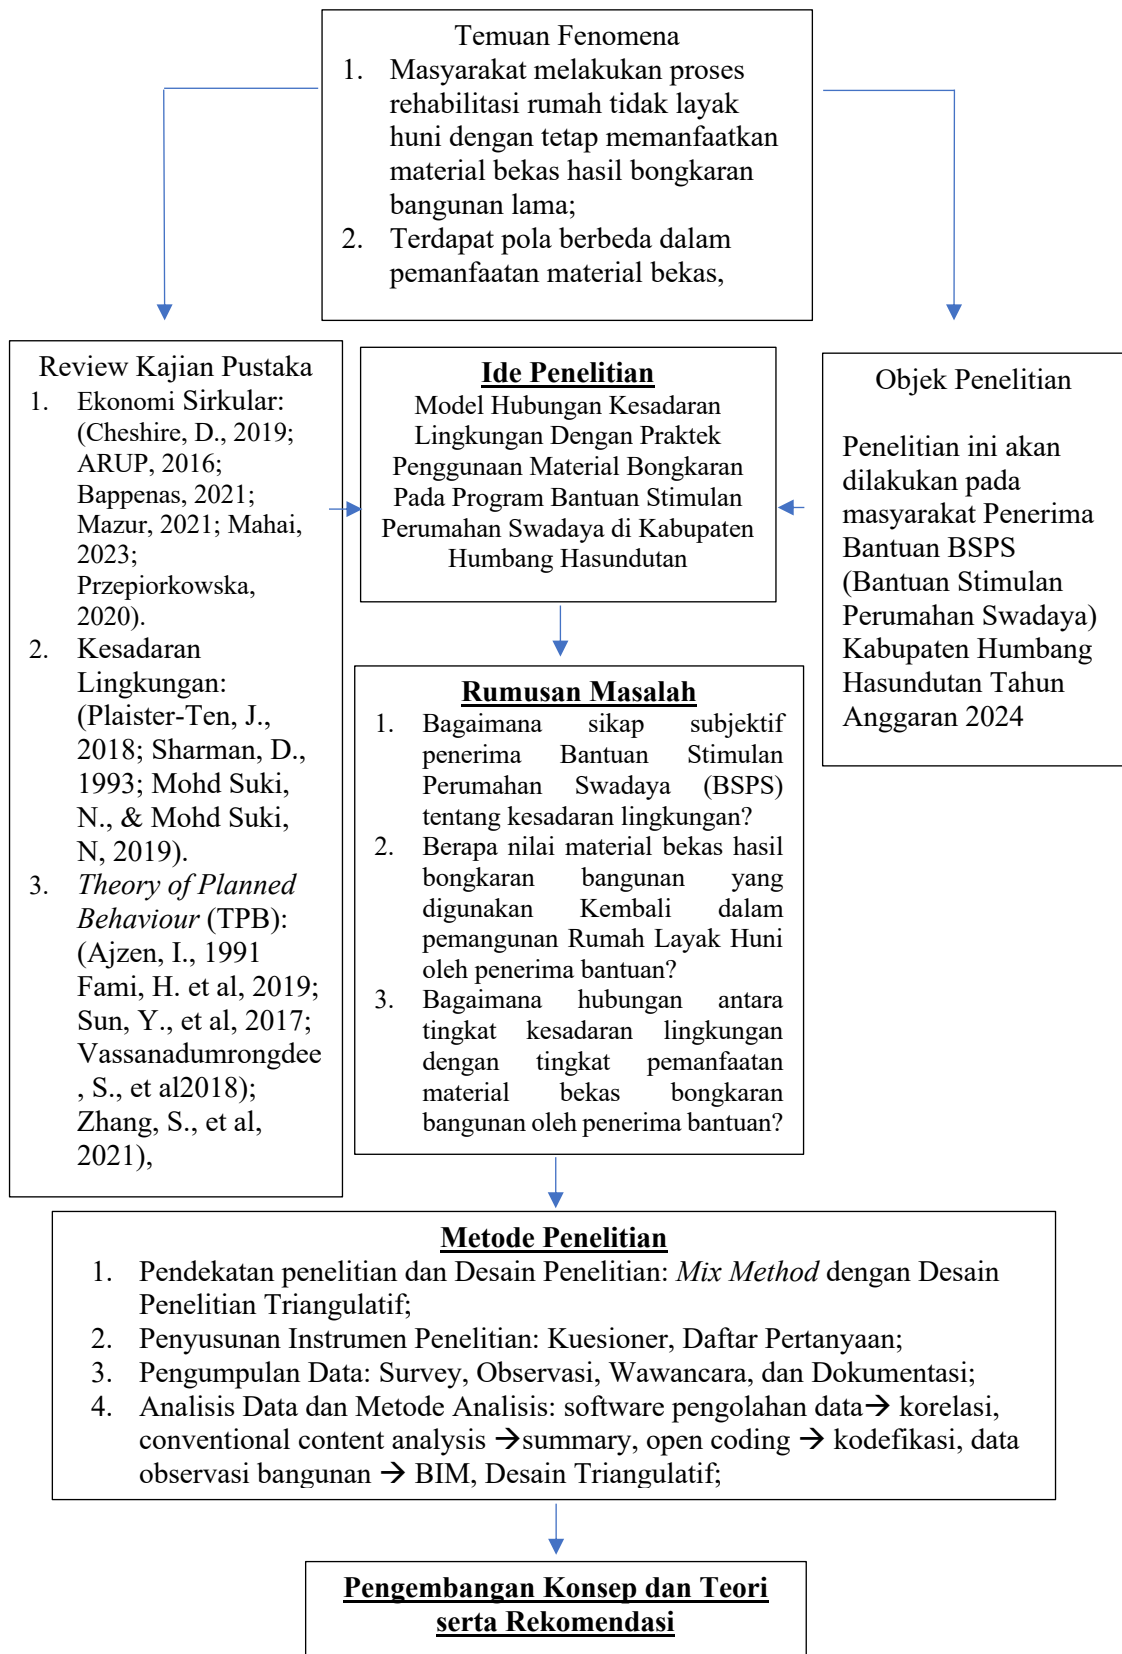 Temuan Fenomena
1. Masyarakat melakukan proses
rehabilitasi rumah tidak layak
huni dengan tetap memanfaatkan
material bekas hasil bongkaran
bangunan lama;
2. Terdapat pola berbeda dalam
pemanfaatan material bekas,
Review Kajian Pustaka
1. Ekonomi Sirkular:
(Cheshire, D., 2019;
ARUP, 2016;
Bappenas, 2021;
Mazur, 2021; Mahai,
2023;
Przepiorkowska,
2020).
2. Kesadaran
Lingkungan:
(Plaister-Ten, J.,
2018; Sharman, D.,
1993; Mohd Suki,
N., & Mohd Suki,
N, 2019).
3. Theory of Planned
Behaviour (TPB):
(Ajzen, I., 1991
Fami, H. et al, 2019;
Sun, Y., et al, 2017;
Vassanadumrongdee
, S., et al2018);
Zhang, S., et al,
2021),
Ide Penelitian
Model Hubungan Kesadaran
Lingkungan Dengan Praktek
Penggunaan Material Bongkaran
Pada Program Bantuan Stimulan
Perumahan Swadaya di Kabupaten
Humbang Hasundutan
Objek Penelitian
Penelitian ini akan
dilakukan pada
masyarakat Penerima
Bantuan BSPS
(Bantuan Stimulan
Perumahan Swadaya)
Kabupaten Humbang
Hasundutan Tahun
Anggaran 2024
Rumusan Masalah
1. Bagaimana sikap subjektif
penerima Bantuan Stimulan
Perumahan Swadaya (BSPS)
tentang kesadaran lingkungan?
2. Berapa nilai material bekas hasil
bongkaran bangunan yang
digunakan Kembali dalam
pemangunan Rumah Layak Huni
oleh penerima bantuan?
3. Bagaimana hubungan antara
tingkat kesadaran lingkungan
dengan tingkat pemanfaatan
material bekas bongkaran
bangunan oleh penerima bantuan?
Metode Penelitian
1. Pendekatan penelitian dan Desain Penelitian: Mix Method dengan Desain
Penelitian Triangulatif;
2. Penyusunan Instrumen Penelitian: Kuesioner, Daftar Pertanyaan;
3. Pengumpulan Data: Survey, Observasi, Wawancara, dan Dokumentasi;
4. Analisis Data dan Metode Analisis: software pengolahan data→ korelasi,
conventional content analysis →summary, open coding → kodefikasi, data
observasi bangunan → BIM, Desain Triangulatif;
Pengembangan Konsep dan Teori
serta Rekomendasi